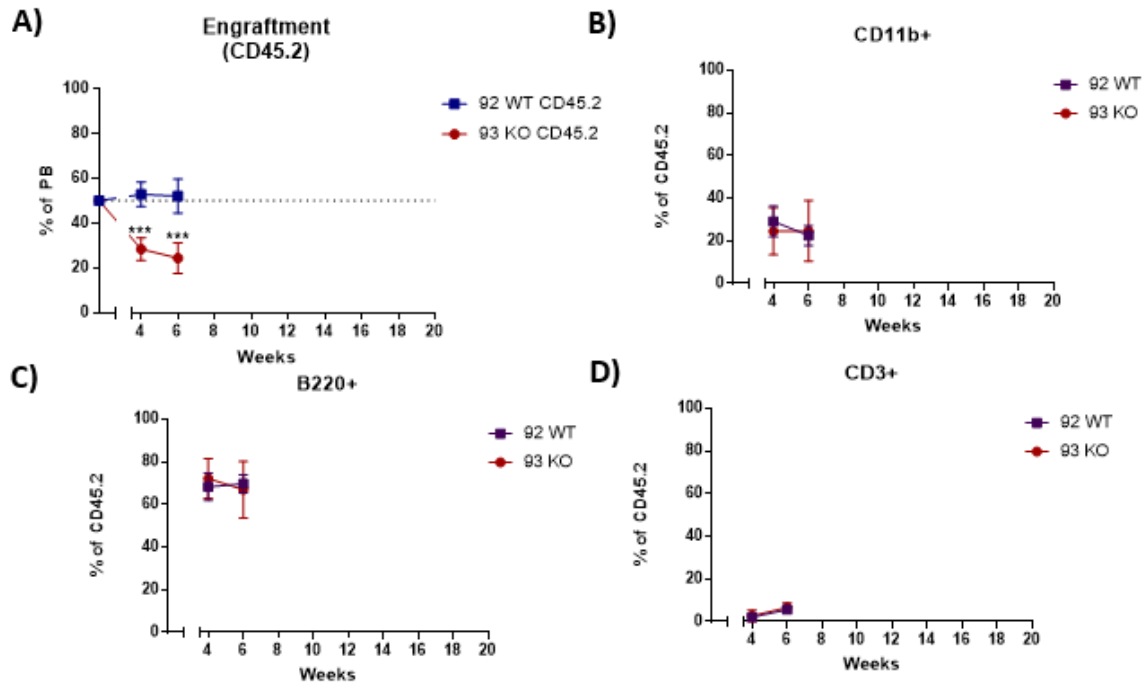 A)
Engraftment
(CD45.2)
100
80
60
40
20
0
% of PB
***
***
4 6 8 10 12 14 16 18 20
Weeks
92 WT CD45.2
93 KO CD45.2
B)
CD11b+
100
80
60
40
20
0
% of CD45.2
4 6 8 10 12 14 16 18 20
Weeks
92 WT
93 KO
C)
B220+
100
80
60
40
20
0
% of CD45.2
4 6 8 10 12 14 16 18 20
Weeks
92 WT
93 KO
D)
CD3+
100
80
60
40
20
0
% of CD45.2
4 6 8 10 12 14 16 18 20
Weeks
92 WT
93 KO